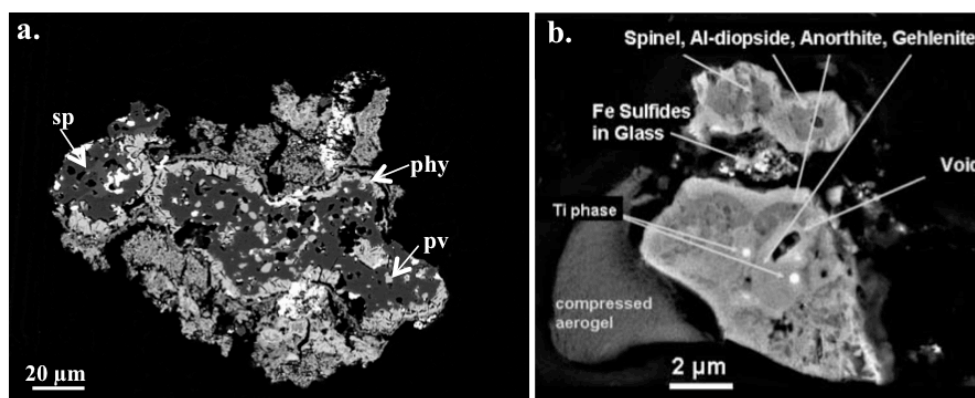 a.
sp
phy
pv
20 µm
b.
Spinel, Al-diopside, Anorthite, Gehlenite
Fe Sulfides
in Glass
Void
Ti phase
compressed
aerogel
2 µm